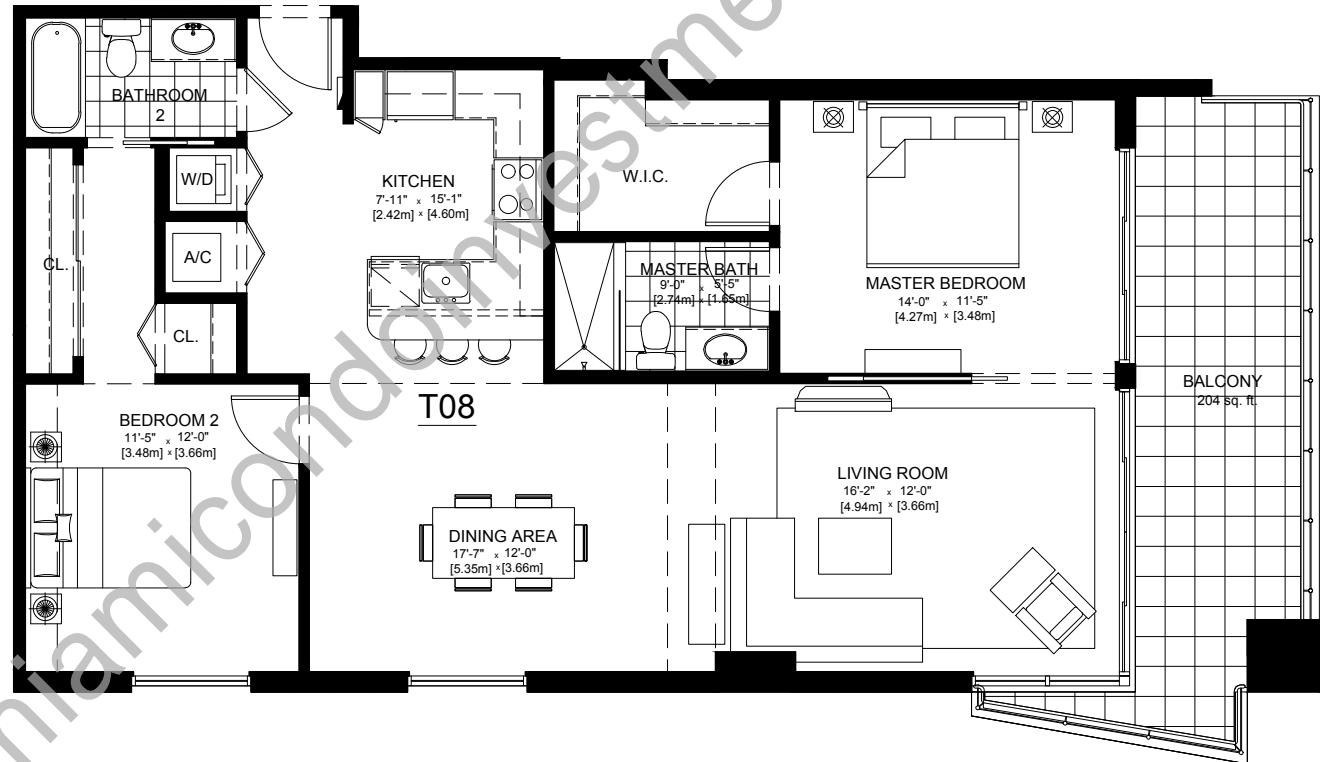 BATHROOM
2
W/D
A/C
CL.
CL.
KITCHEN
7'-11" x 15'-1"
[2.42m] x [4.60m]
W.I.C.
MASTER BATH
9'-0" x 5'-5"
[2.74m] x [1.65m]
MASTER BEDROOM
14'-0" x 11'-5"
[4.27m] x [3.48m]
BALCONY
204 sq. ft.
T08
BEDROOM 2
11'-5" x 12'-0"
[3.48m] x [3.66m]
DINING AREA
17'-7" x 12'-0"
[5.35m] x [3.66m]
LIVING ROOM
16'-2" x 12'-0"
[4.94m] x [3.66m]
miamicondoinvestme